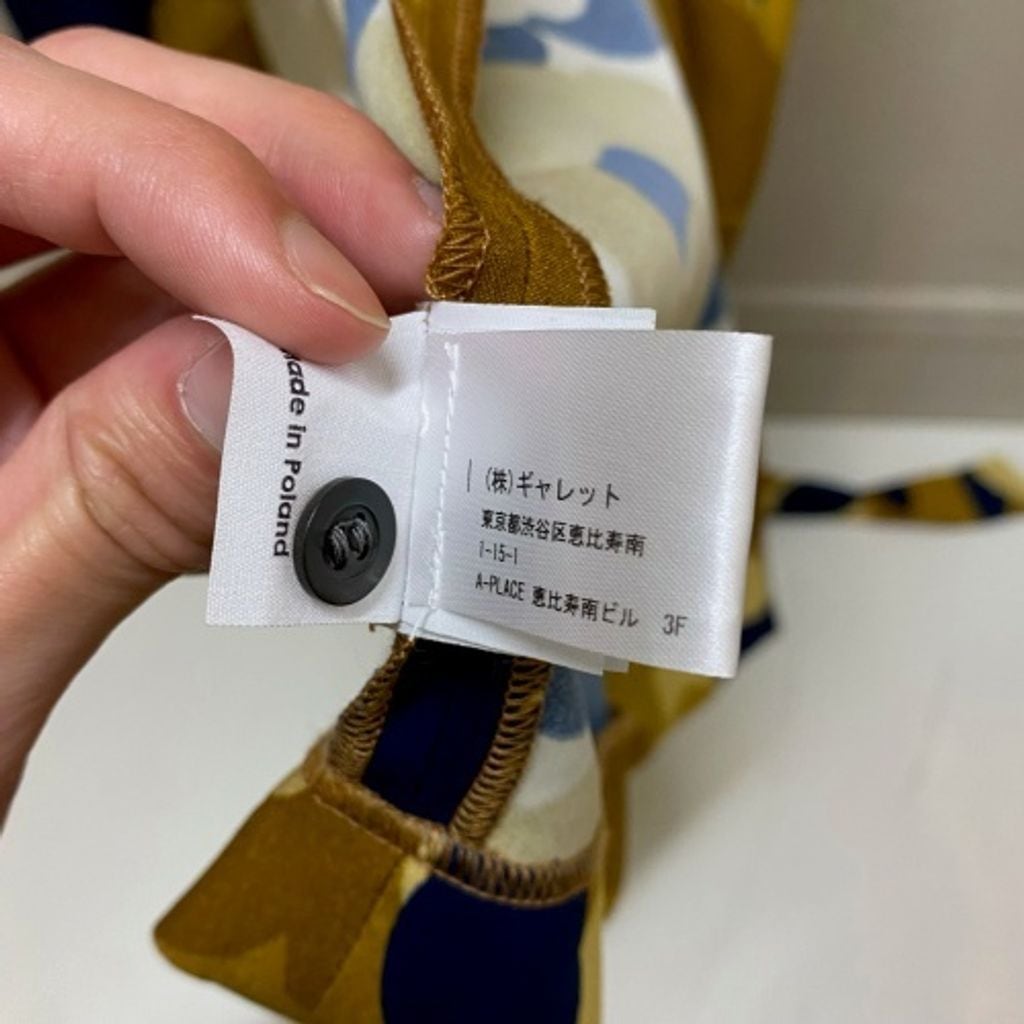 made in Poland
(株)ギャレット
東京都渋谷区恵比寿南
1-15-1
A-PLACE 恵比寿南ビル 3F